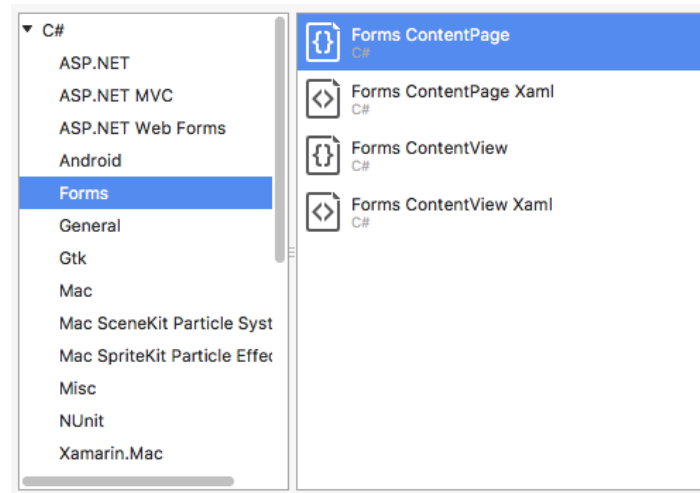 C#
ASP.NET
ASP.NET MVC
ASP.NET Web Forms
Android
Forms
General
Gtk
Mac
Mac SceneKit Particle Syst
Mac SpriteKit Particle Effec
Misc
NUnit
Xamarin.Mac
{} Forms ContentPage
C#
<> Forms ContentPage Xaml
C#
{} Forms ContentView
C#
<> Forms ContentView Xaml
C#